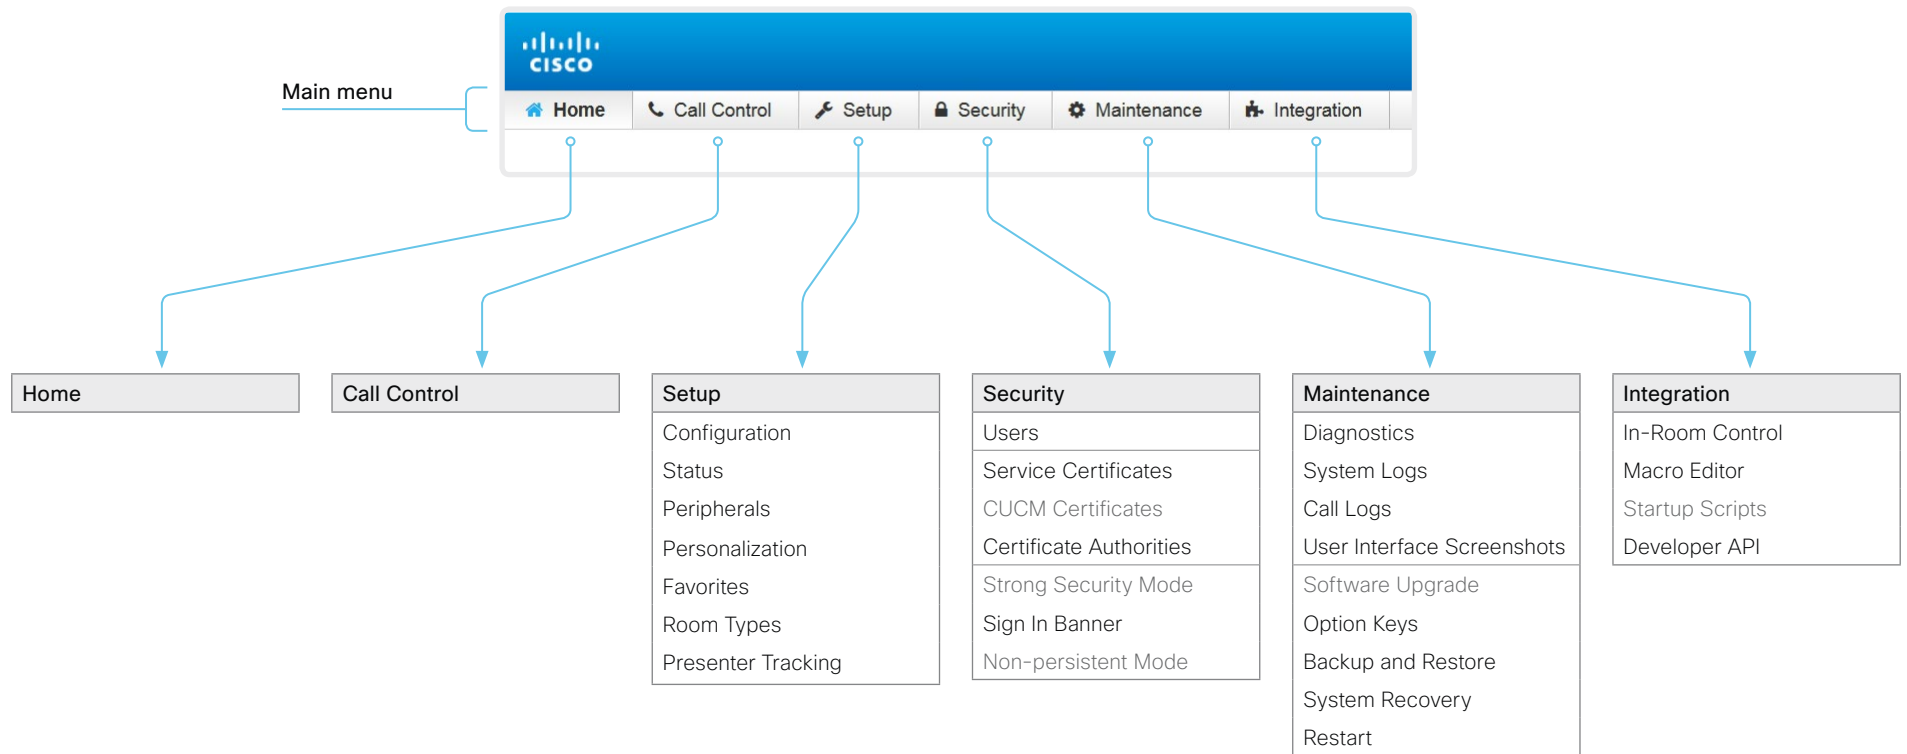 CISCO
Main menu
Home Call Control Setup Security Maintenance Integration
Home
Call Control
Setup
Configuration
Status
Peripherals
Personalization
Favorites
Room Types
Presenter Tracking
Security
Users
Service Certificates
CUCM Certificates
Certificate Authorities
Strong Security Mode
Sign In Banner
Non-persistent Mode
Maintenance
Diagnostics
System Logs
Call Logs
User Interface Screenshots
Software Upgrade
Option Keys
Backup and Restore
System Recovery
Restart
Integration
In-Room Control
Macro Editor
Startup Scripts
Developer API